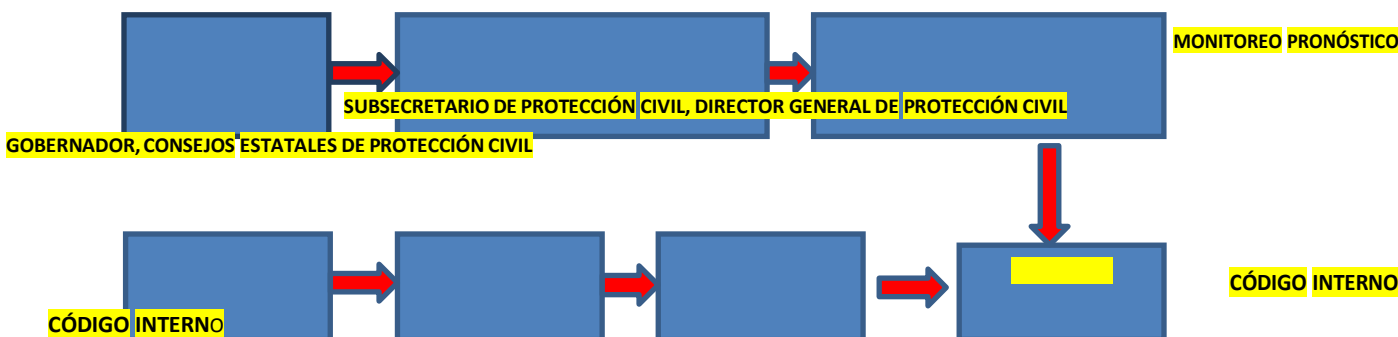 MONITOREO PRONÓSTICO
SUBSECRETARIO DE PROTECCIÓN CIVIL, DIRECTOR GENERAL DE PROTECCIÓN CIVIL
GOBERNADOR, CONSEJOS ESTATALES DE PROTECCIÓN CIVIL
CÓDIGO INTERNO
CÓDIGO INTERNO